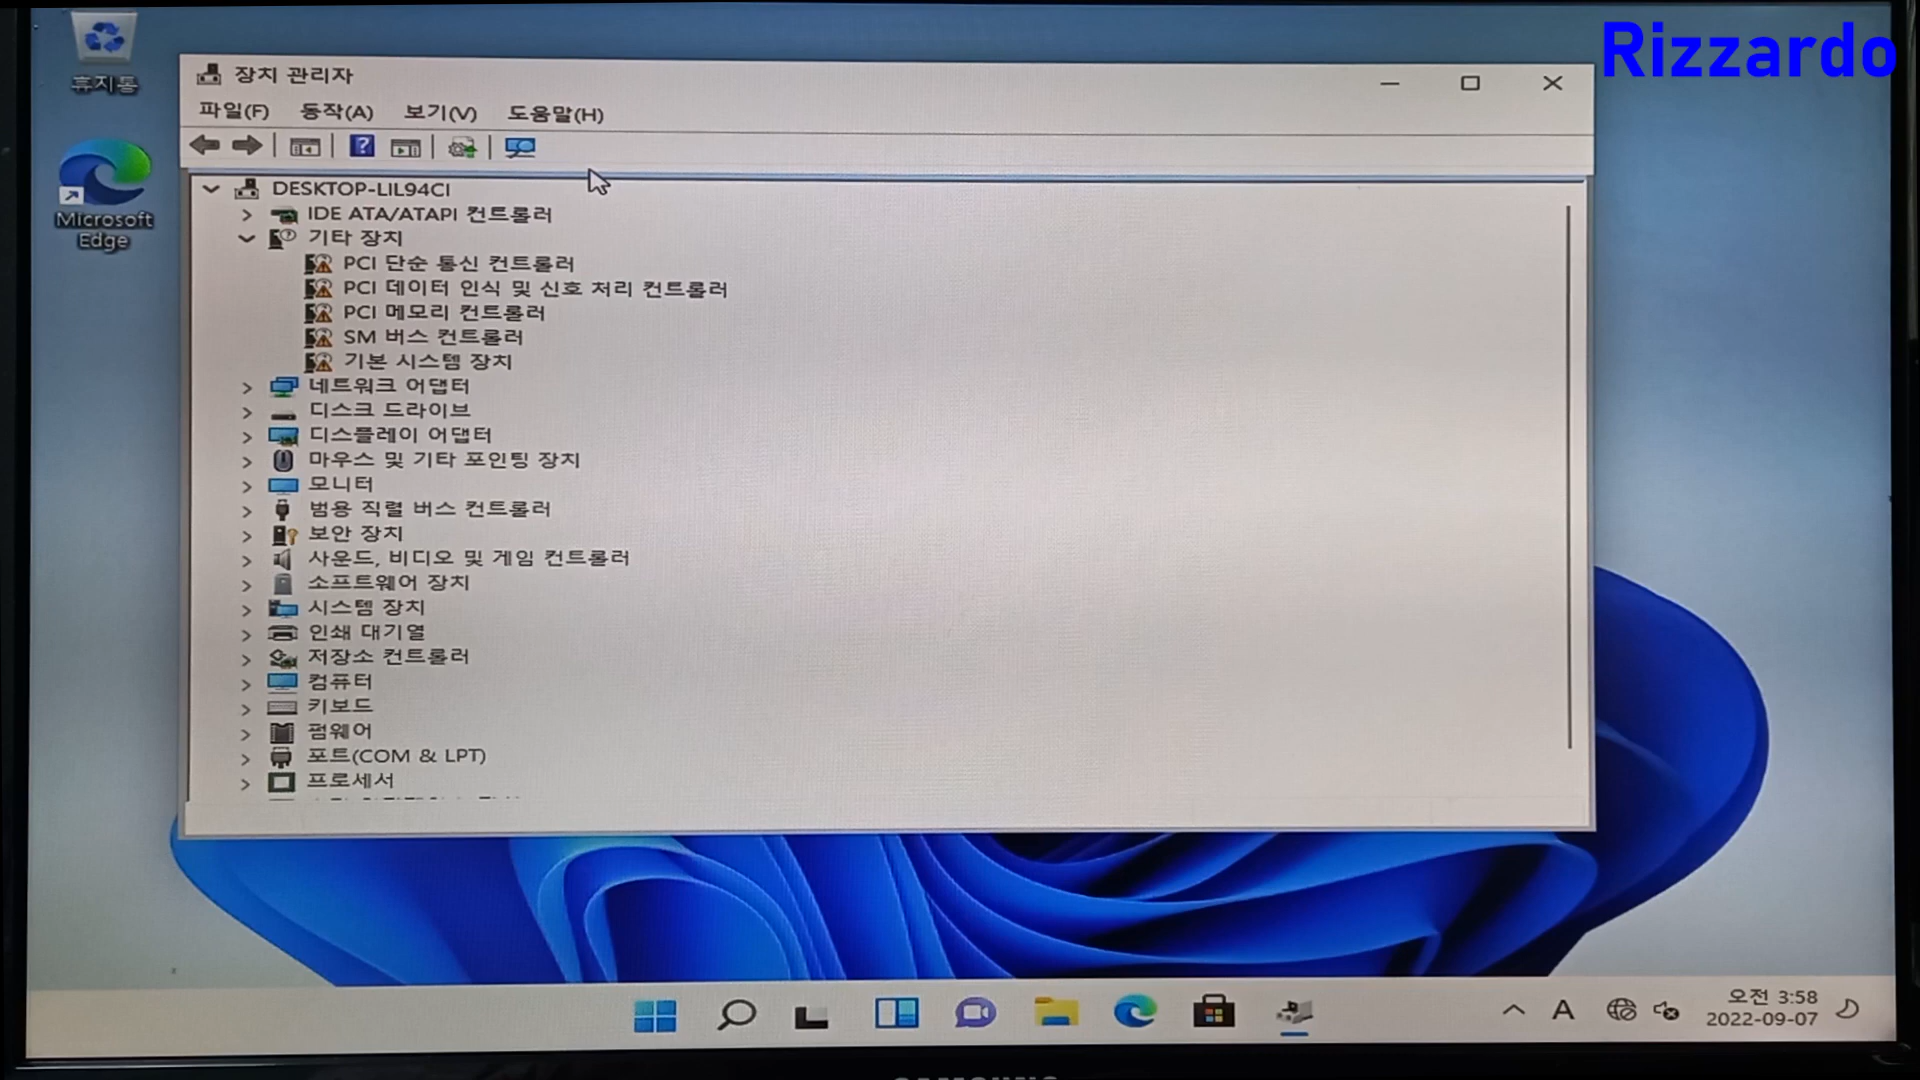 Rizzardo
휴지통
Microsoft
Edge
장치 관리자
파일(F) 동작(A) 보기(V) 도움말(H)
DESKTOP-LIL94CI
IDE ATA/ATAPI 컨트롤러
기타 장치
PCI 단순 통신 컨트롤러
PCI 데이터 인식 및 신호 처리 컨트롤러
PCI 메모리 컨트롤러
SM 버스 컨트롤러
기본 시스템 장치
네트워크 어댑터
디스크 드라이브
디스플레이 어댑터
마우스 및 기타 포인팅 장치
모니터
범용 직렬 버스 컨트롤러
보안 장치
사운드, 비디오 및 게임 컨트롤러
소프트웨어 장치
시스템 장치
인쇄 대기열
저장소 컨트롤러
컴퓨터
키보드
펌웨어
포트(COM & LPT)
프로세서
A
오전 3:58
2022-09-07